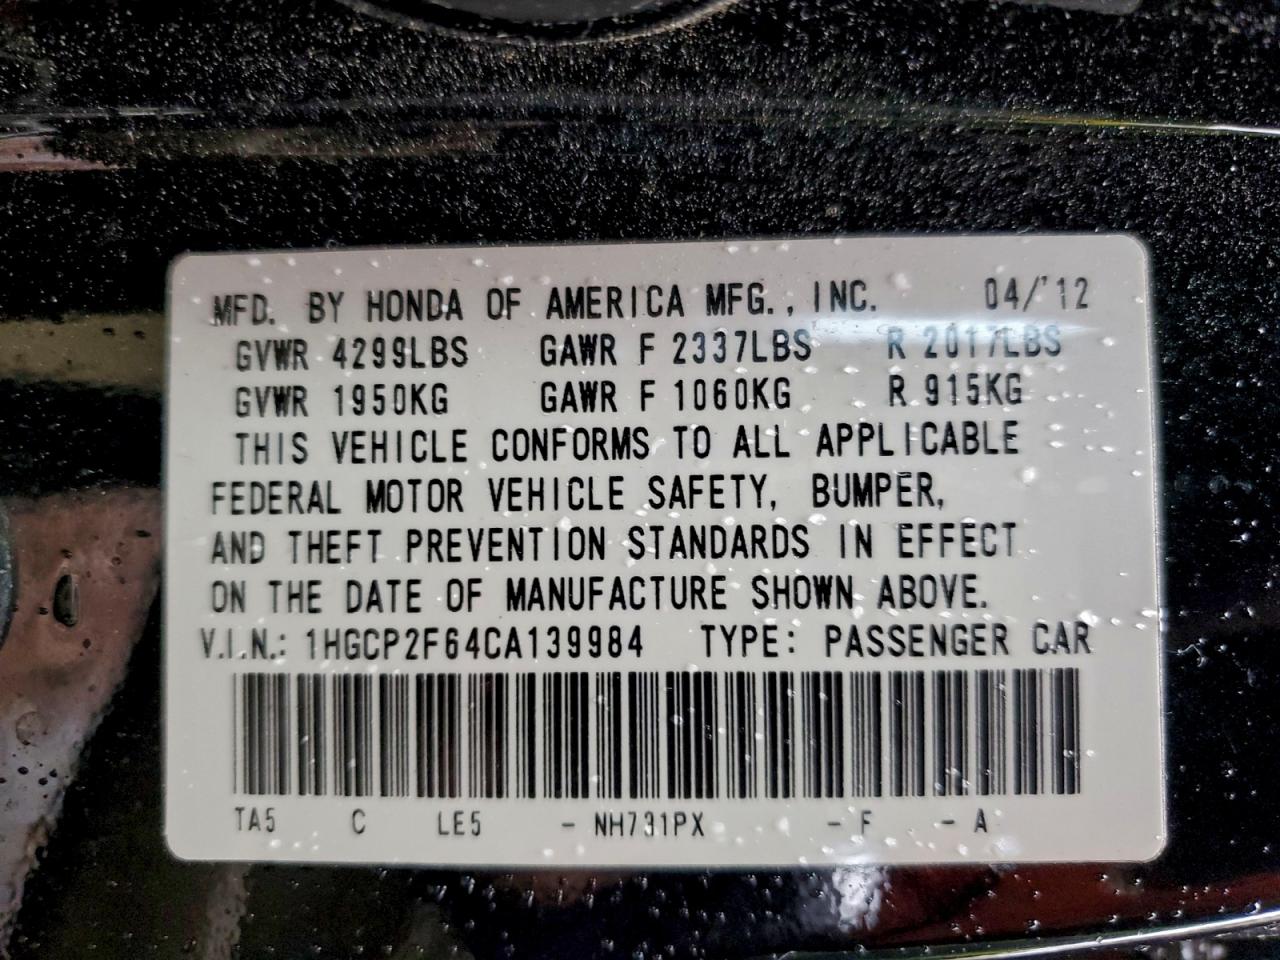 MFD. BY HONDA OF AMERICA MFG., INC. 04/'12
GVWR 4299LBS GAWR F 2337LBS R 2017LBS
GVWR 1950KG GAWR F 1060KG R 915KG
THIS VEHICLE CONFORMS TO ALL APPLICABLE
FEDERAL MOTOR VEHICLE SAFETY, BUMPER,
AND THEFT PREVENTION STANDARDS IN EFFECT
ON THE DATE OF MANUFACTURE SHOWN ABOVE.
V.I.N.: 1HGCP2F64CA139984 TYPE: PASSENGER CAR
TA5 C LE5 - NH731PX - F - A